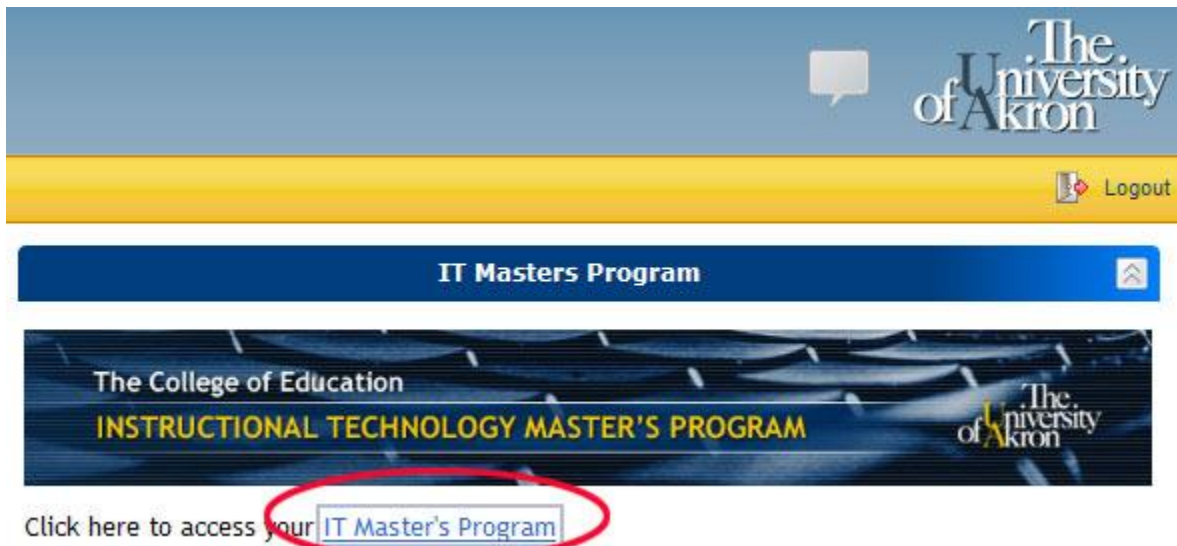 The
University
of Akron
Logout
IT Masters Program
The College of Education
INSTRUCTIONAL TECHNOLOGY MASTER'S PROGRAM
The
University
of Akron
Click here to access your IT Master's Program